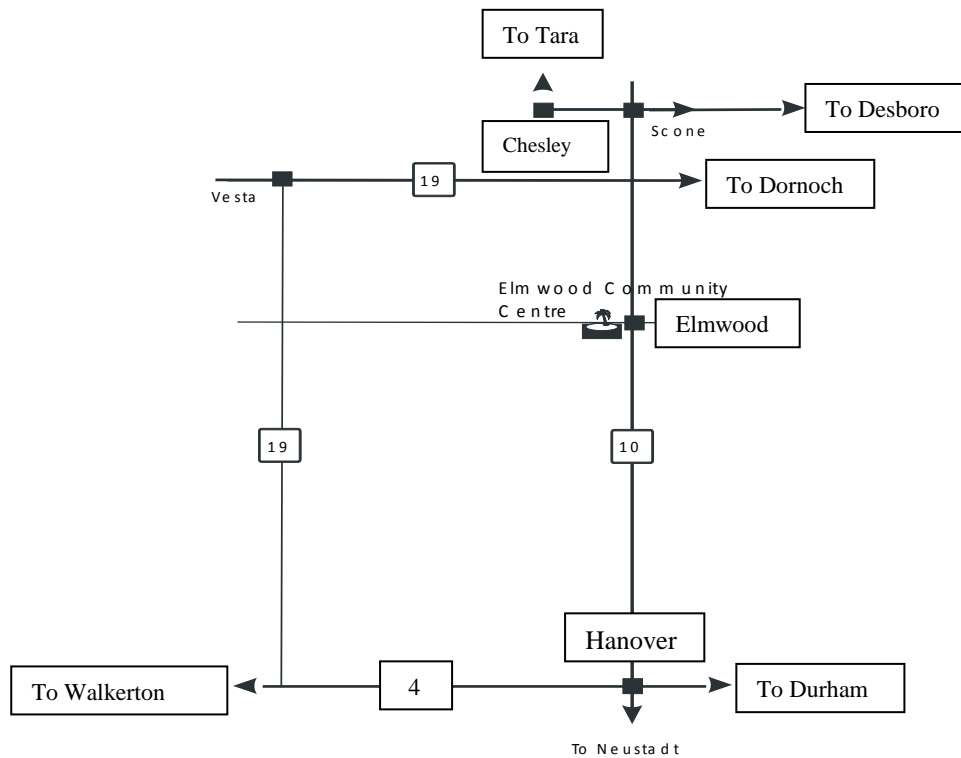 To Tara
To Desboro
Scone
Chesley
19
To Dornoch
Vesta
Elmwood Community
Centre
Elmwood
19
10
Hanover
To Walkerton
4
To Durham
To Neustadt